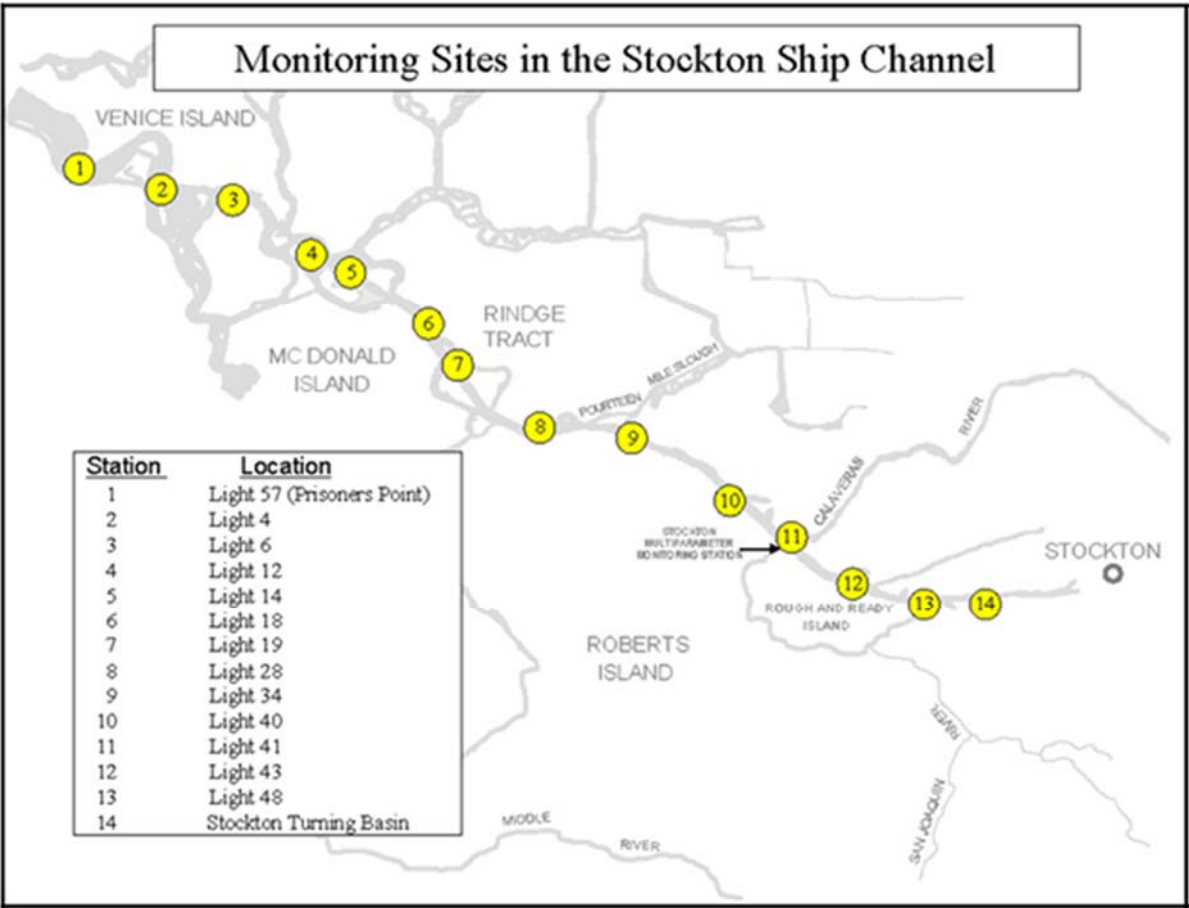 Monitoring Sites in the Stockton Ship Channel
VENICE ISLAND
1
2
3
4
5
6
RINDGE
TRACT
7
MC DONALD
ISLAND
MILE SLOUGH
FOURTEEN
8
9
RIVER
CALAVERAS
10
11
STOCKTON
MULTIPARAMETER
MONITORING STATION
STOCKTON
12
13
14
ROUGH AND READY
ISLAND
ROBERTS
ISLAND
RIVER
SAN JOAQUIN
MIDDLE
RIVER
Station Location
1 Light 57 (Prisoners Point)
2 Light 4
3 Light 6
4 Light 12
5 Light 14
6 Light 18
7 Light 19
8 Light 28
9 Light 34
10 Light 40
11 Light 41
12 Light 43
13 Light 48
14 Stockton Turning Basin